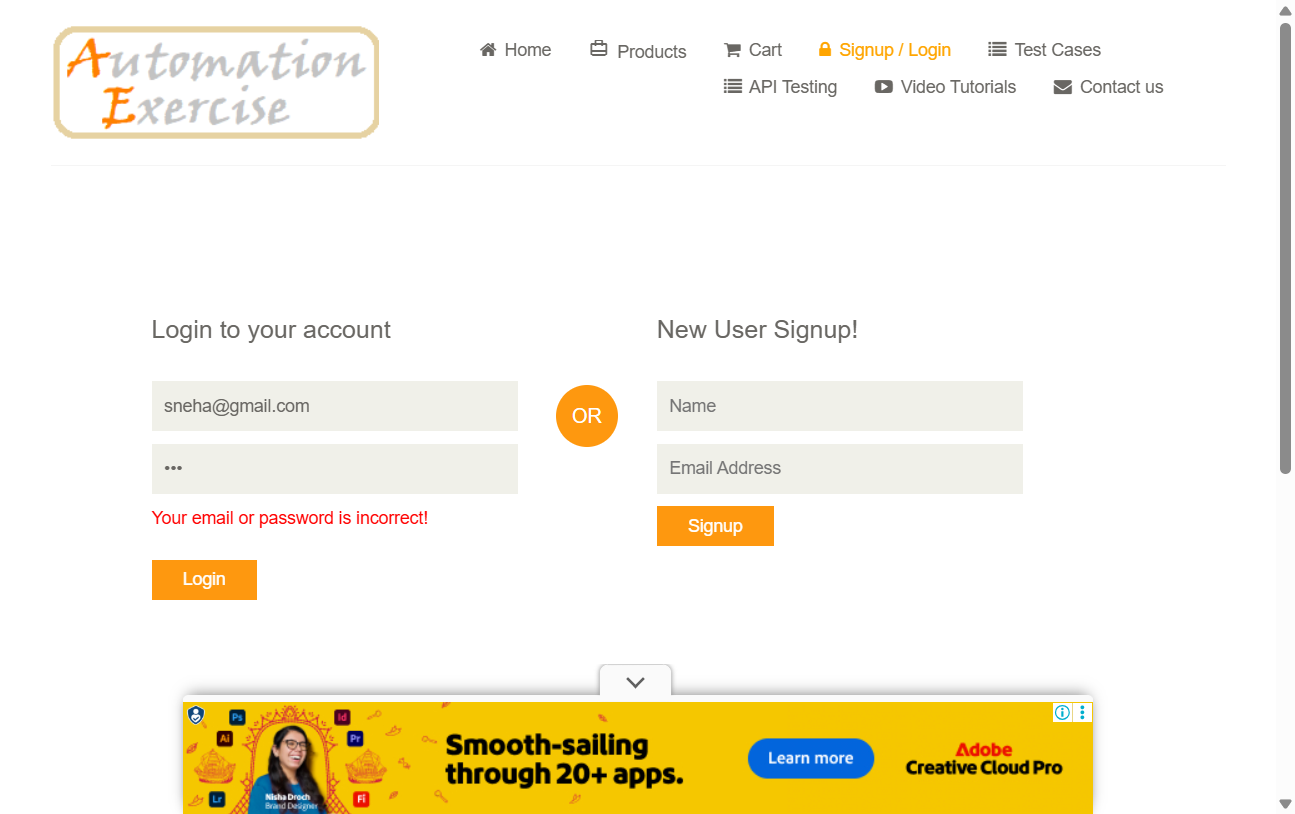 Automation
Exercise
Home
Products
Cart
Signup / Login
Test Cases
API Testing
Video Tutorials
Contact us
Login to your account
sneha@gmail.com
•••
Your email or password is incorrect!
Login
OR
New User Signup!
Name
Email Address
Signup
Ps
Ai
Lr
Id
Pr
Fi
Nisha Droch
Brand Designer
Smooth-sailing
through 20+ apps.
Learn more
Adobe
Creative Cloud Pro